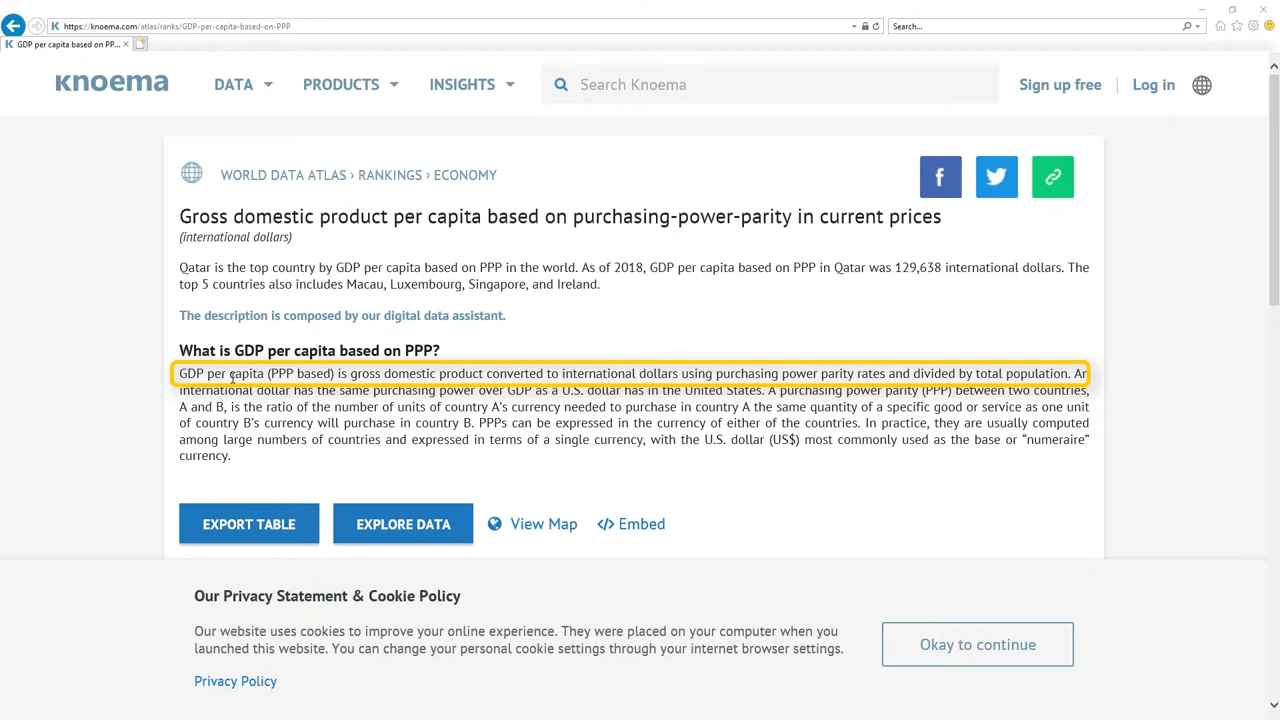 https://knoema.com/atlas/ranks/GDP-per-capita-based-on-PPP
Search...
GDP per capita based on PP...
knoema
DATA
PRODUCTS
INSIGHTS
Search Knoema
Sign up free
Log in
WORLD DATA ATLAS › RANKINGS › ECONOMY
Gross domestic product per capita based on purchasing-power-parity in current prices
(international dollars)
Qatar is the top country by GDP per capita based on PPP in the world. As of 2018, GDP per capita based on PPP in Qatar was 129,638 international dollars. The
top 5 countries also includes Macau, Luxembourg, Singapore, and Ireland.
The description is composed by our digital data assistant.
What is GDP per capita based on PPP?
GDP per capita (PPP based) is gross domestic product converted to international dollars using purchasing power parity rates and divided by total population.
international dollar has the same purchasing power over GDP as a U.S. dollar has in the United States. A purchasing power parity (PPP) between two countries,
A and B, is the ratio of the number of units of country A's currency needed to purchase in country A the same quantity of a specific good or service as one unit
of country B's currency will purchase in country B. PPPs can be expressed in the currency of either of the countries. In practice, they are usually computed
among large numbers of countries and expressed in terms of a single currency, with the U.S. dollar (US$) most commonly used as the base or "numeraire"
currency.
EXPORT TABLE
EXPLORE DATA
View Map
</> Embed
Our Privacy Statement & Cookie Policy
Our website uses cookies to improve your online experience. They were placed on your computer when you
launched this website. You can change your personal cookie settings through your internet browser settings.
Okay to continue
Privacy Policy